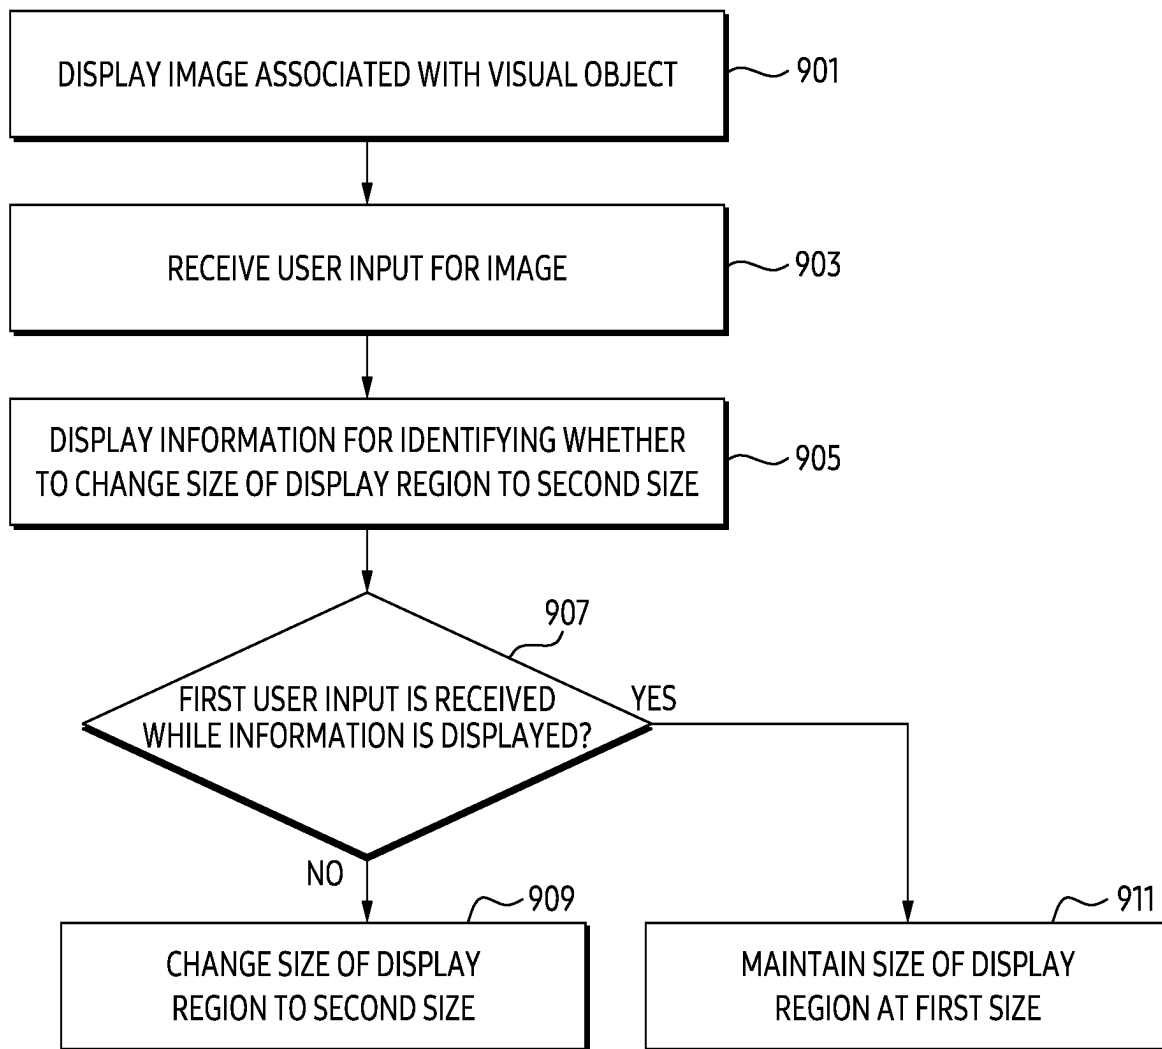 DISPLAY IMAGE ASSOCIATED WITH VISUAL OBJECT
901
RECEIVE USER INPUT FOR IMAGE
903
DISPLAY INFORMATION FOR IDENTIFYING WHETHER
TO CHANGE SIZE OF DISPLAY REGION TO SECOND SIZE
905
907
FIRST USER INPUT IS RECEIVED
WHILE INFORMATION IS DISPLAYED?
YES
NO
909
CHANGE SIZE OF DISPLAY
REGION TO SECOND SIZE
911
MAINTAIN SIZE OF DISPLAY
REGION AT FIRST SIZE